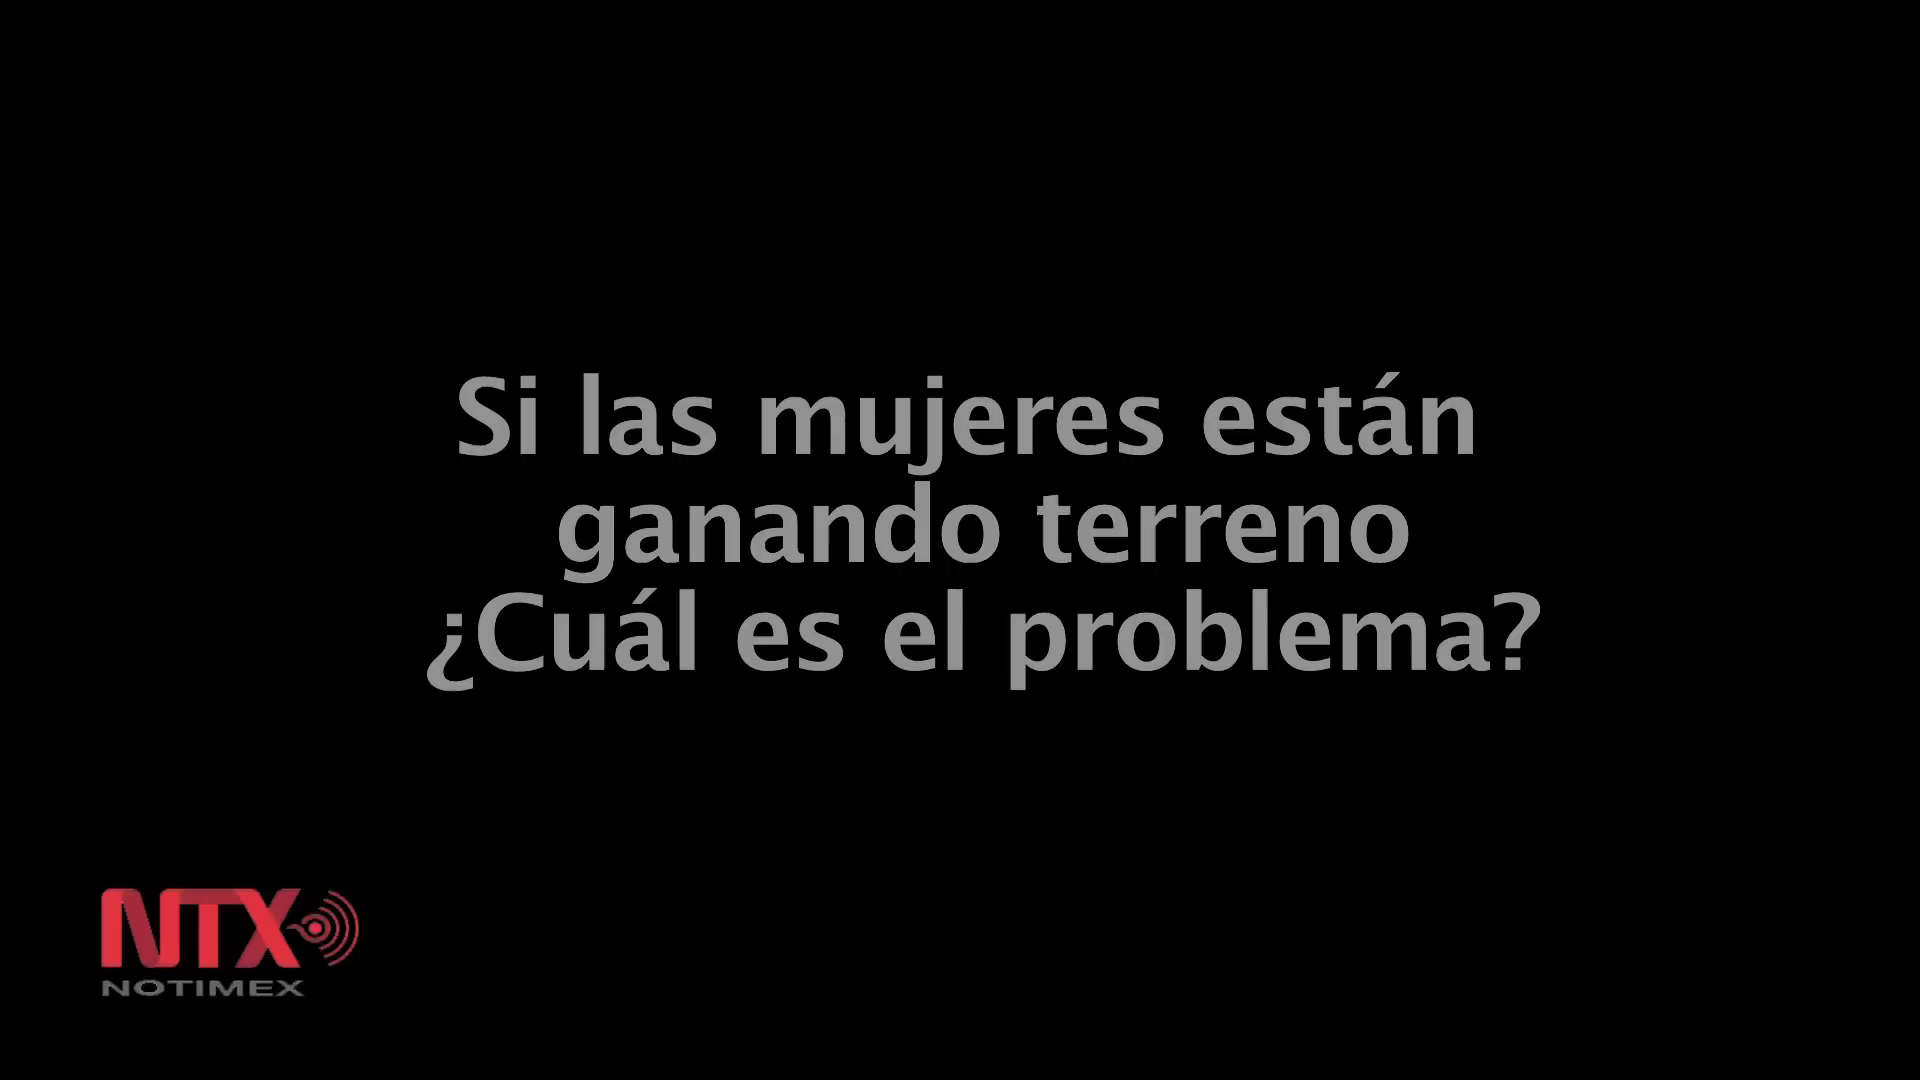 Si las mujeres están
ganando terreno
¿Cuál es el problema?
NTX
NOTIMEX